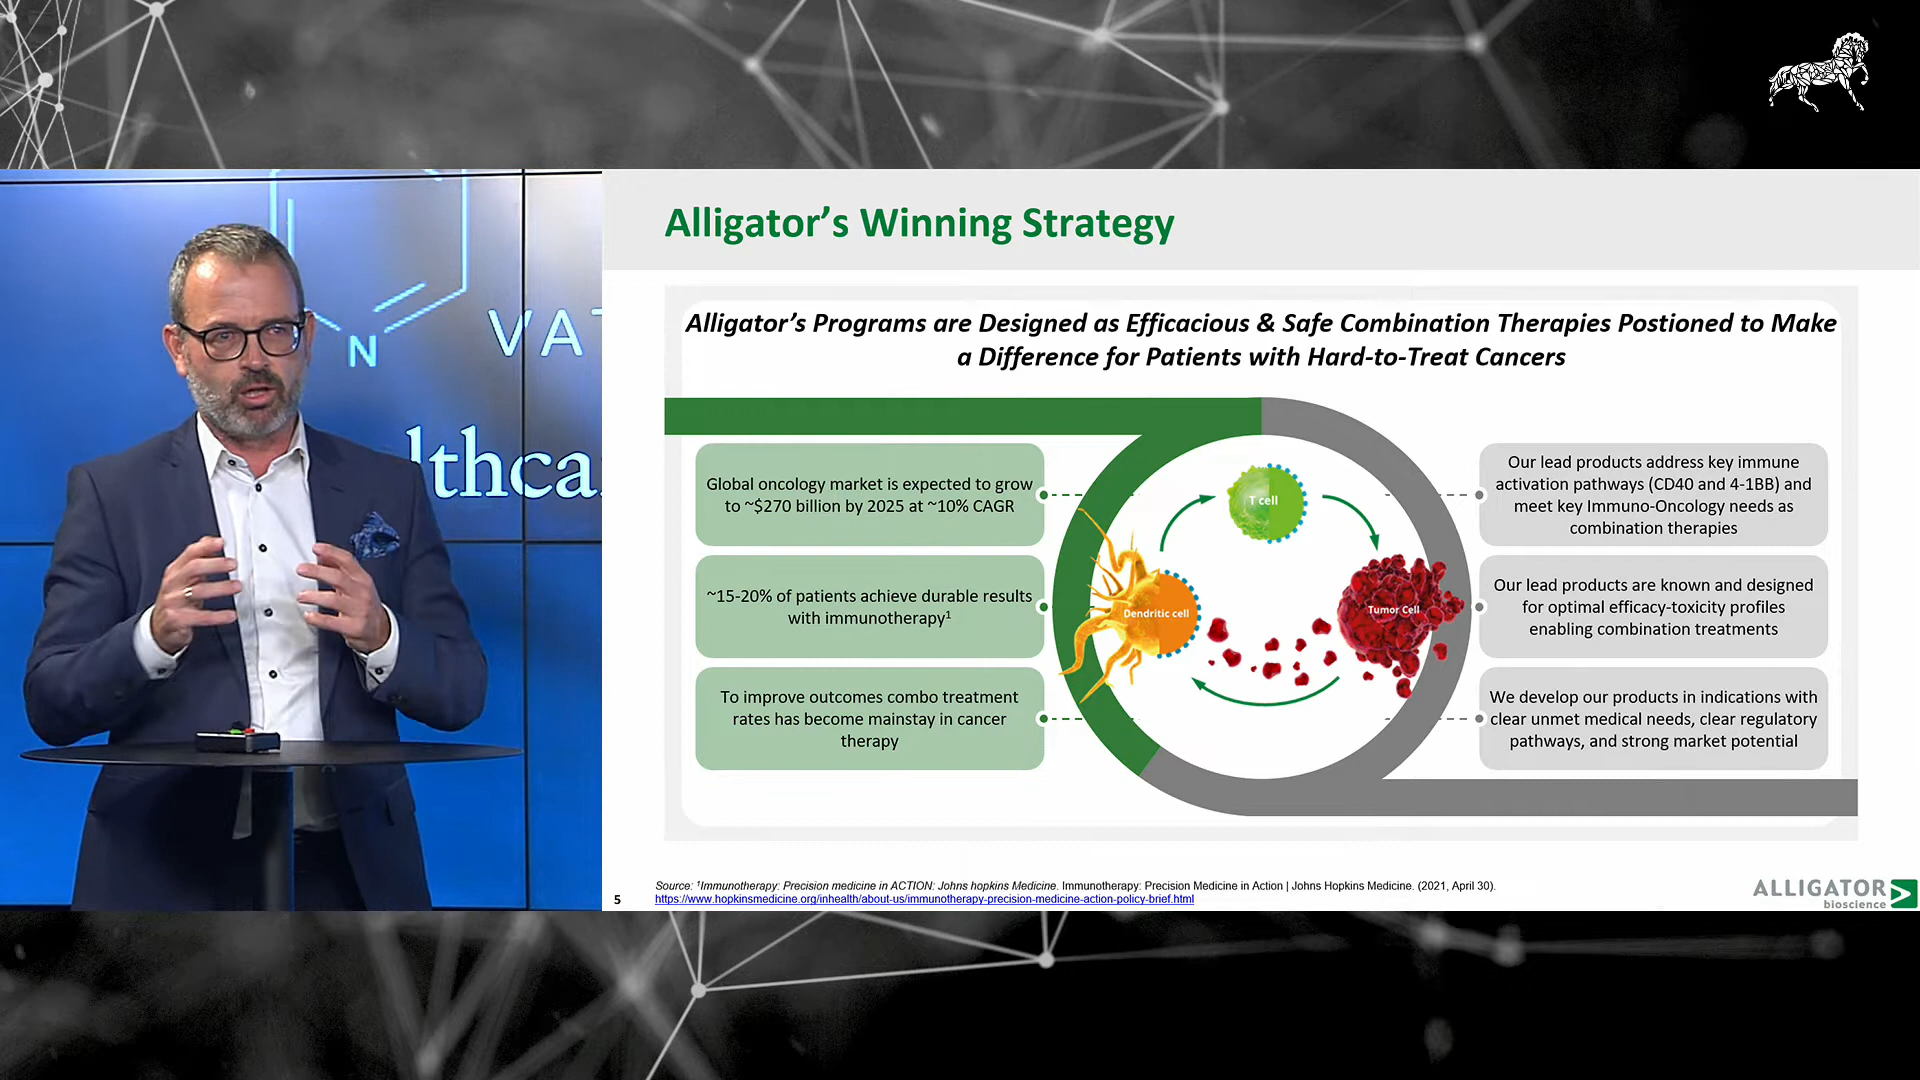 N
VA
lthca
Alligator’s Winning Strategy
Alligator’s Programs are Designed as Efficacious & Safe Combination Therapies Postioned to Make
a Difference for Patients with Hard-to-Treat Cancers
Global oncology market is expected to grow
to ~$270 billion by 2025 at ~10% CAGR
~15-20% of patients achieve durable results
with immunotherapy¹
To improve outcomes combo treatment
rates has become mainstay in cancer
therapy
T cell
Dendritic cell
Tumor Cell
Our lead products address key immune
activation pathways (CD40 and 4-1BB) and
meet key Immuno-Oncology needs as
combination therapies
Our lead products are known and designed
for optimal efficacy-toxicity profiles
enabling combination treatments
We develop our products in indications with
clear unmet medical needs, clear regulatory
pathways, and strong market potential
Source: ¹Immunotherapy: Precision medicine in ACTION: Johns hopkins Medicine. Immunotherapy: Precision Medicine in Action | Johns Hopkins Medicine. (2021, April 30).
https://www.hopkinsmedicine.org/inhealth/about-us/immunotherapy-precision-medicine-action-policy-brief.html
5
ALLIGATOR
bioscience